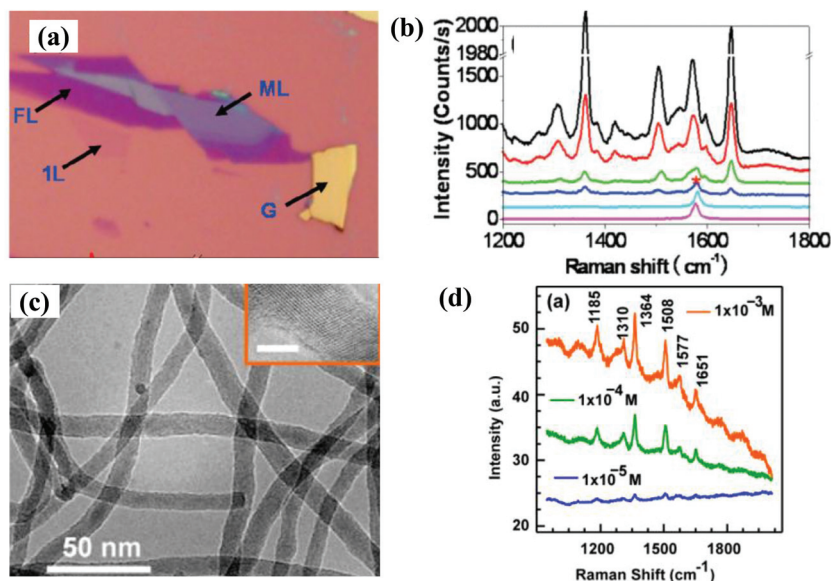 (a)
FL
1L
ML
G
(b)
Intensity (Counts/s)
2000
1980
1500
1000
500
0
1200
1400
1600
1800
Raman shift ( cm⁻¹)
*
(c)
50 nm
(d)
(a)
Intensity (a.u.)
50
40
30
20
1185
1310
1364
1508
1577
1651
1x10⁻³M
1x10⁻⁴M
1x10⁻⁵M
1200
1500
1800
Raman Shift (cm⁻¹)